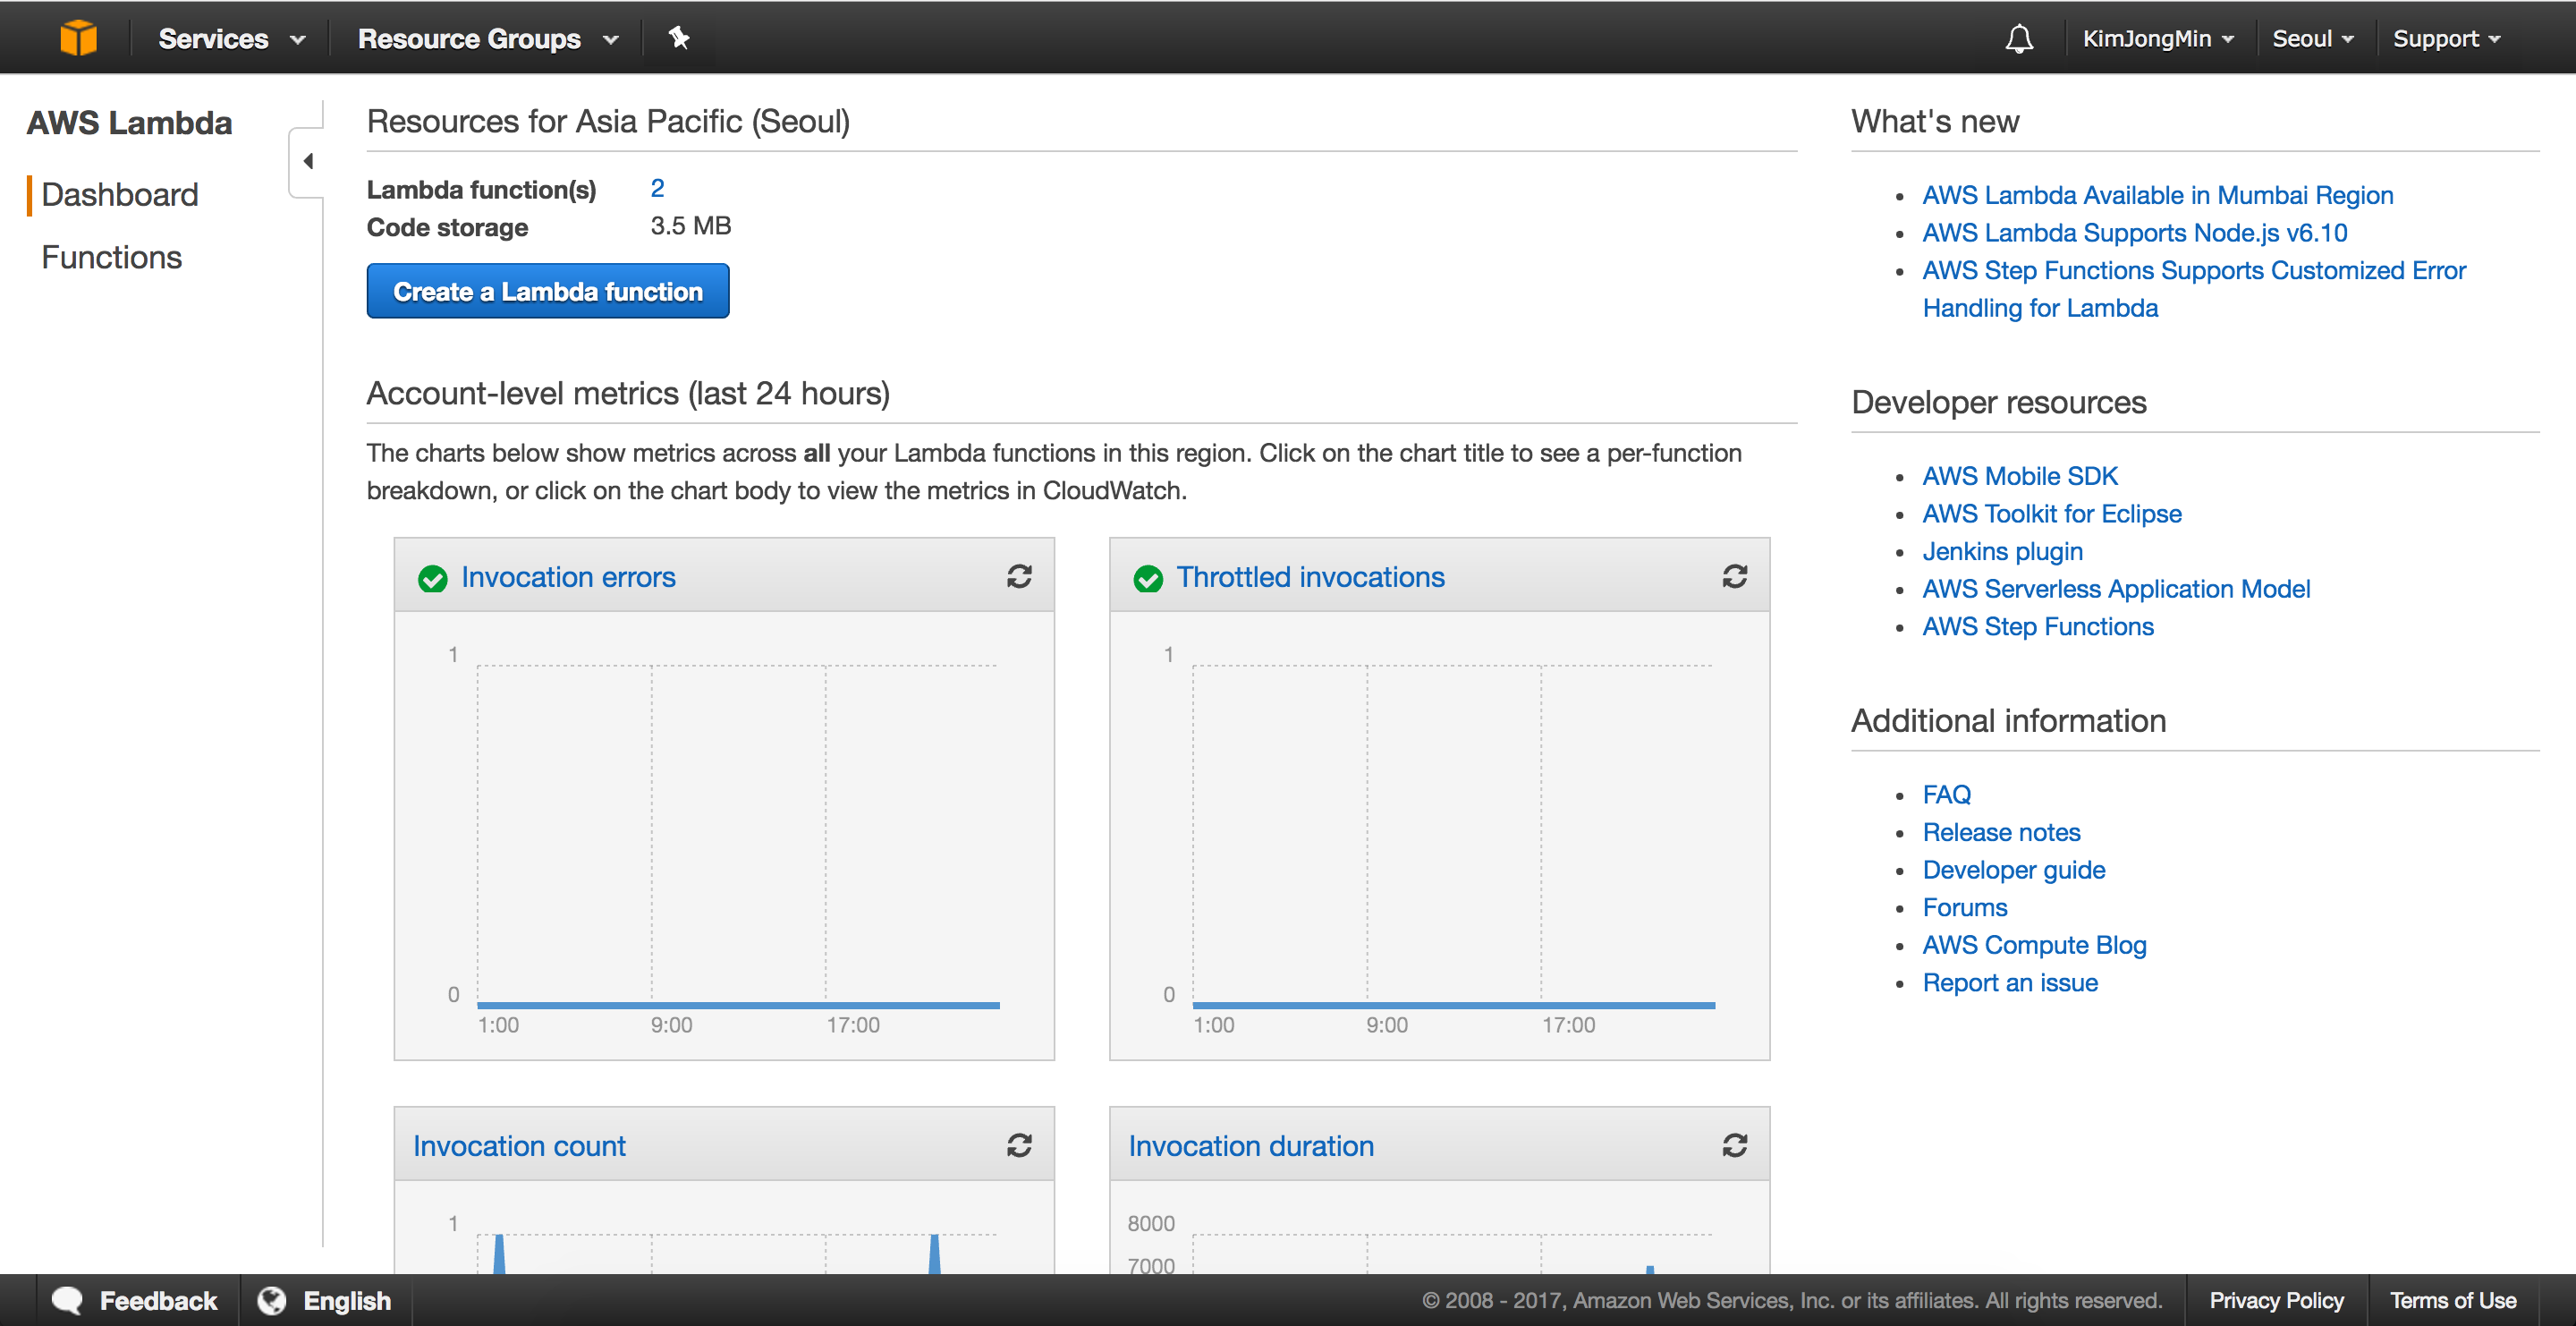 Services
Resource Groups
KimJongMin
Seoul
Support
AWS Lambda
Dashboard
Functions
Resources for Asia Pacific (Seoul)
Lambda function(s) 2
Code storage 3.5 MB
Create a Lambda function
Account-level metrics (last 24 hours)
The charts below show metrics across all your Lambda functions in this region. Click on the chart title to see a per-function
breakdown, or click on the chart body to view the metrics in CloudWatch.
Invocation errors
1
0
1:00 9:00 17:00
Throttled invocations
1
0
1:00 9:00 17:00
Invocation count
1
Invocation duration
8000
7000
What's new
AWS Lambda Available in Mumbai Region
AWS Lambda Supports Node.js v6.10
AWS Step Functions Supports Customized Error
Handling for Lambda
Developer resources
AWS Mobile SDK
AWS Toolkit for Eclipse
Jenkins plugin
AWS Serverless Application Model
AWS Step Functions
Additional information
FAQ
Release notes
Developer guide
Forums
AWS Compute Blog
Report an issue
Feedback
English
© 2008 - 2017, Amazon Web Services, Inc. or its affiliates. All rights reserved.
Privacy Policy
Terms of Use